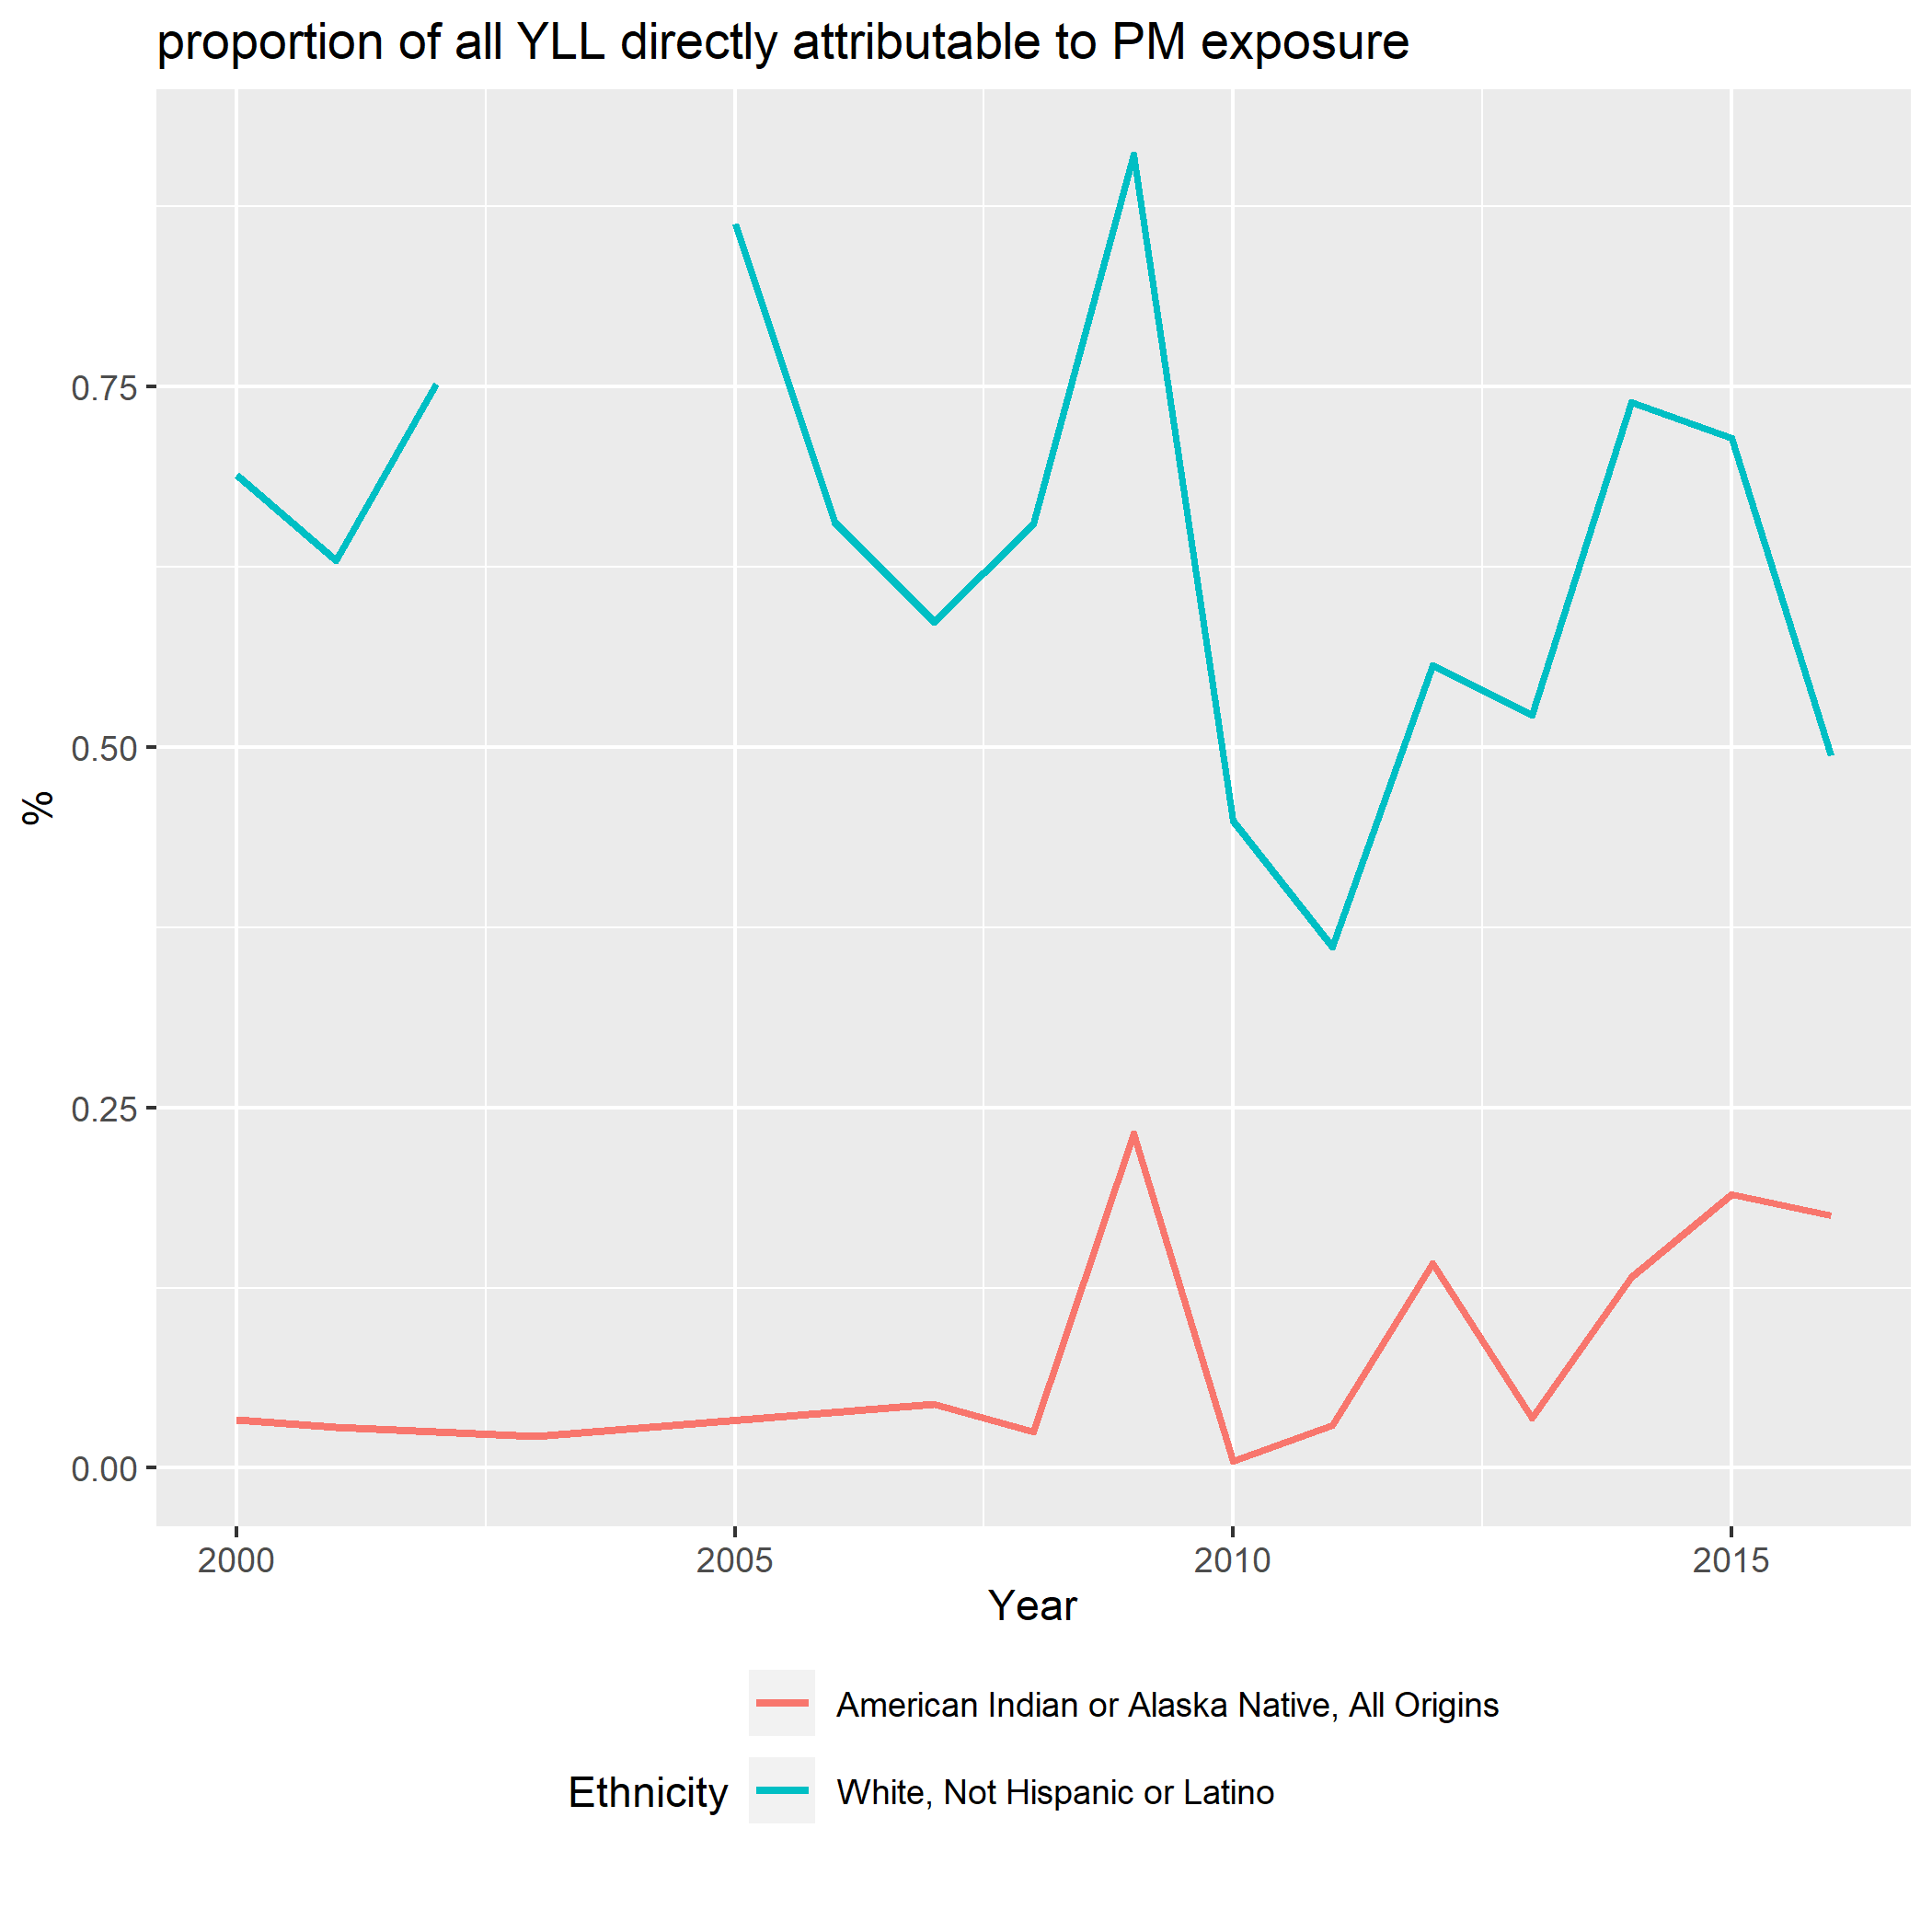 proportion of all YLL directly attributable to PM exposure
0.75
0.50
%
0.25
0.00
2000 2005 2010 2015
Year
American Indian or Alaska Native, All Origins
Ethnicity White, Not Hispanic or Latino